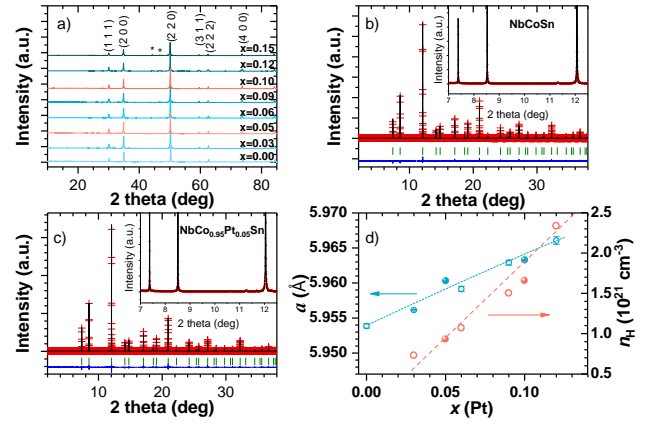 a)
Intensity (a.u.)
(1 1 1)
(2 0 0)
* *
(2 2 0)
(3 1 1)
(2 2 2)
(4 0 0)
x=0.15
x=0.12
x=0.10
x=0.09
x=0.06
x=0.05
x=0.03
x=0.00
20 40 60 80
2 theta (deg)
b)
Intensity (a.u.)
Intensity (a.u.)
NbCoSn
7 8 9 10 11 12
2 theta (deg)
10 20 30
2 theta (deg)
c)
Intensity (a.u.)
Intensity (a.u.)
NbCo0.95Pt0.05Sn
7 8 9 10 11 12
2 theta (deg)
10 20 30
2 theta (deg)
d)
a (Å)
5.970
5.965
5.960
5.955
5.950
2.5
2.0
1.5
1.0
0.5
nH (10^21 cm^-3)
0.00 0.05 0.10
x (Pt)